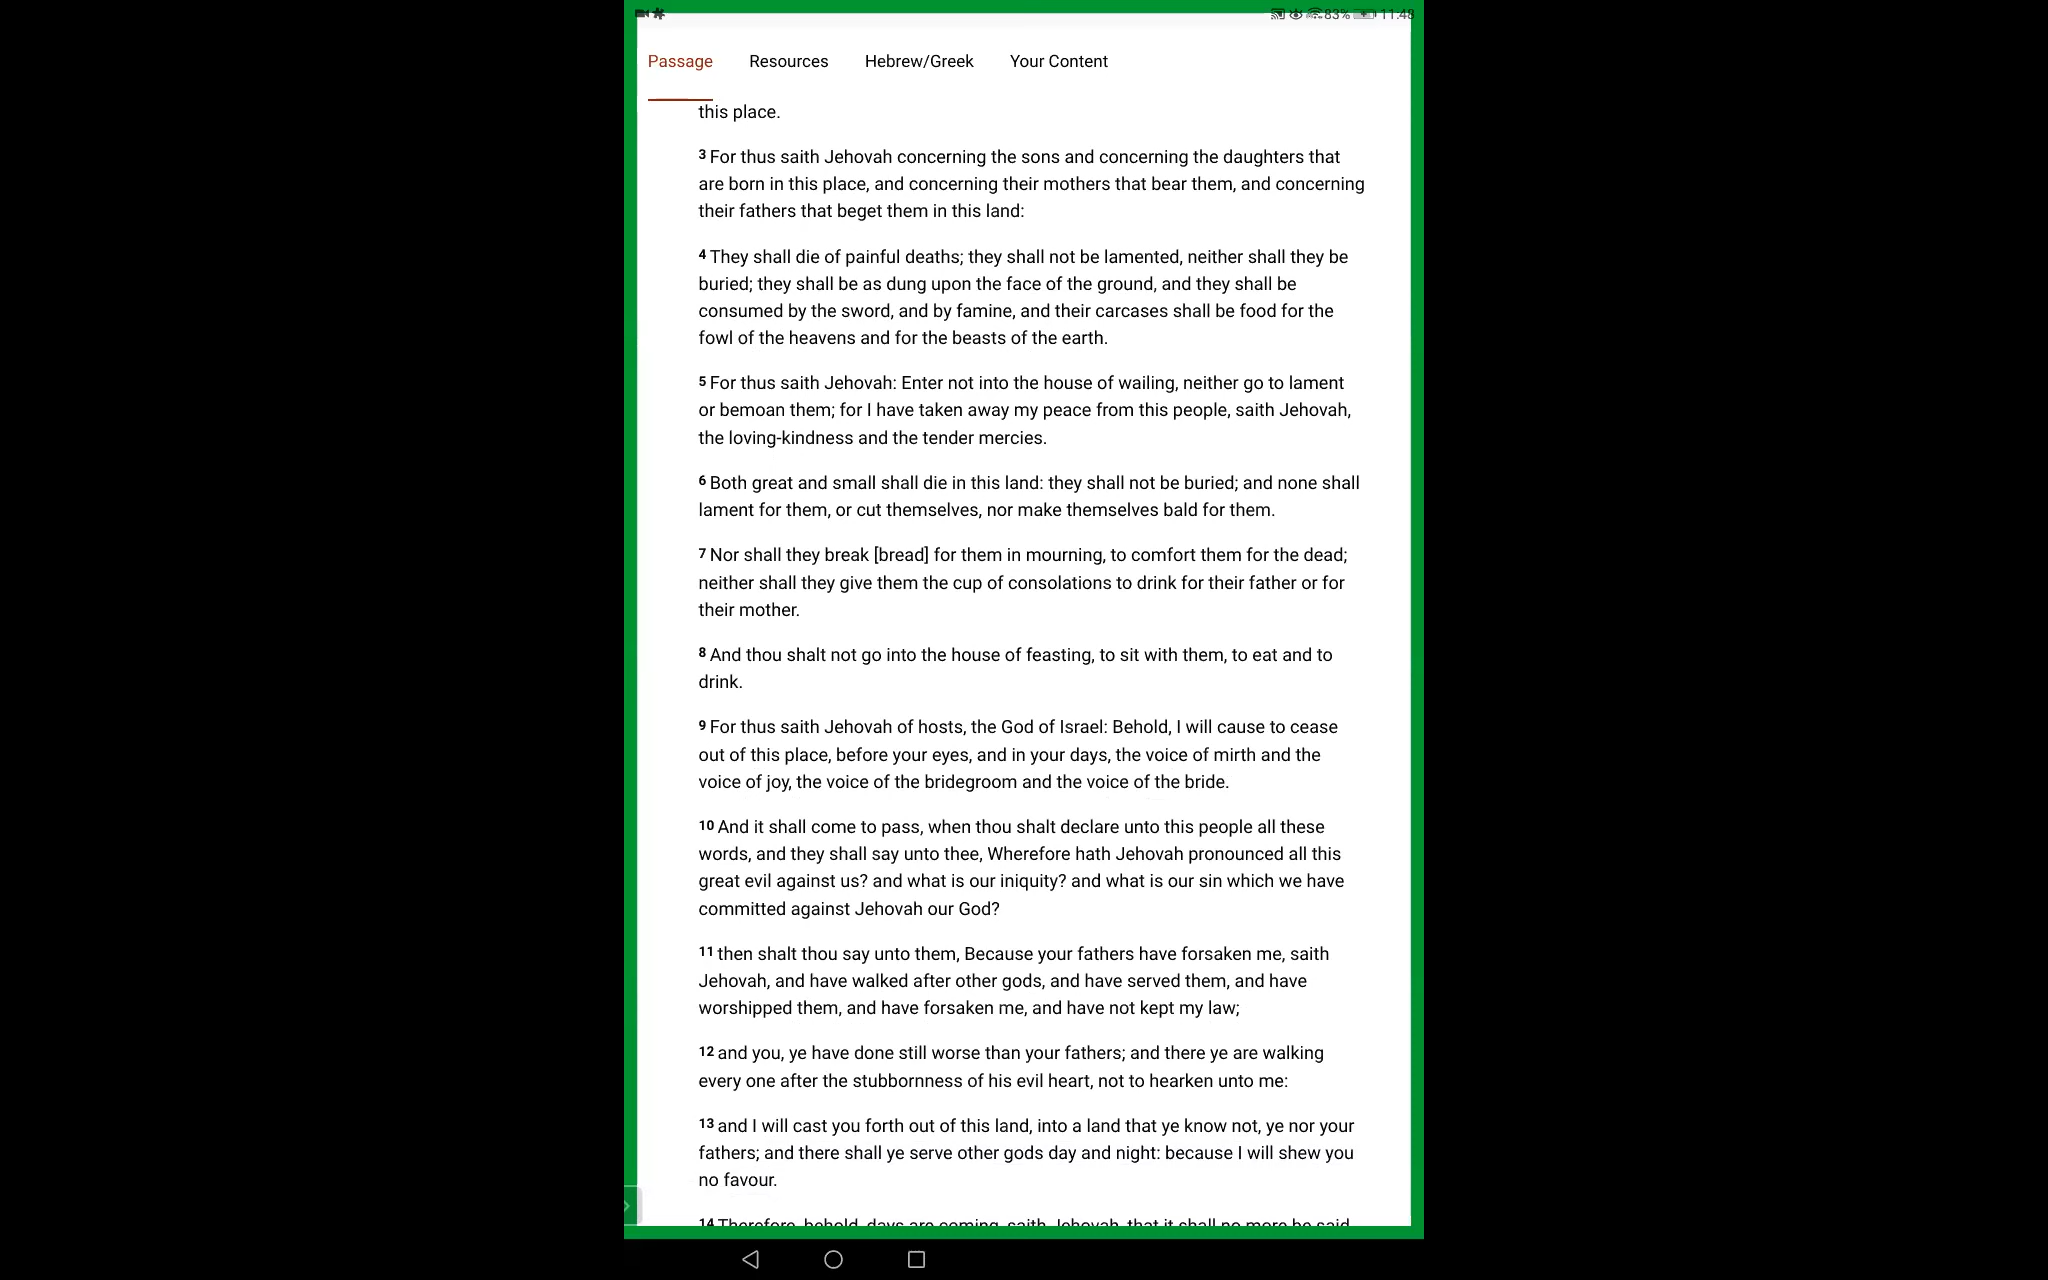 83% 11:48
Passage Resources Hebrew/Greek Your Content
this place.
3 For thus saith Jehovah concerning the sons and concerning the daughters that
are born in this place, and concerning their mothers that bear them, and concerning
their fathers that beget them in this land:
4 They shall die of painful deaths; they shall not be lamented, neither shall they be
buried; they shall be as dung upon the face of the ground, and they shall be
consumed by the sword, and by famine, and their carcases shall be food for the
fowl of the heavens and for the beasts of the earth.
5 For thus saith Jehovah: Enter not into the house of wailing, neither go to lament
or bemoan them; for I have taken away my peace from this people, saith Jehovah,
the loving-kindness and the tender mercies.
6 Both great and small shall die in this land: they shall not be buried; and none shall
lament for them, or cut themselves, nor make themselves bald for them.
7 Nor shall they break [bread] for them in mourning, to comfort them for the dead;
neither shall they give them the cup of consolations to drink for their father or for
their mother.
8 And thou shalt not go into the house of feasting, to sit with them, to eat and to
drink.
9 For thus saith Jehovah of hosts, the God of Israel: Behold, I will cause to cease
out of this place, before your eyes, and in your days, the voice of mirth and the
voice of joy, the voice of the bridegroom and the voice of the bride.
10 And it shall come to pass, when thou shalt declare unto this people all these
words, and they shall say unto thee, Wherefore hath Jehovah pronounced all this
great evil against us? and what is our iniquity? and what is our sin which we have
committed against Jehovah our God?
11 then shalt thou say unto them, Because your fathers have forsaken me, saith
Jehovah, and have walked after other gods, and have served them, and have
worshipped them, and have forsaken me, and have not kept my law;
12 and you, ye have done still worse than your fathers; and there ye are walking
every one after the stubbornness of his evil heart, not to hearken unto me:
13 and I will cast you forth out of this land, into a land that ye know not, ye nor your
fathers; and there shall ye serve other gods day and night: because I will shew you
no favour.
14 Therefore, behold, days are coming, saith Jehovah, that it shall no more be said